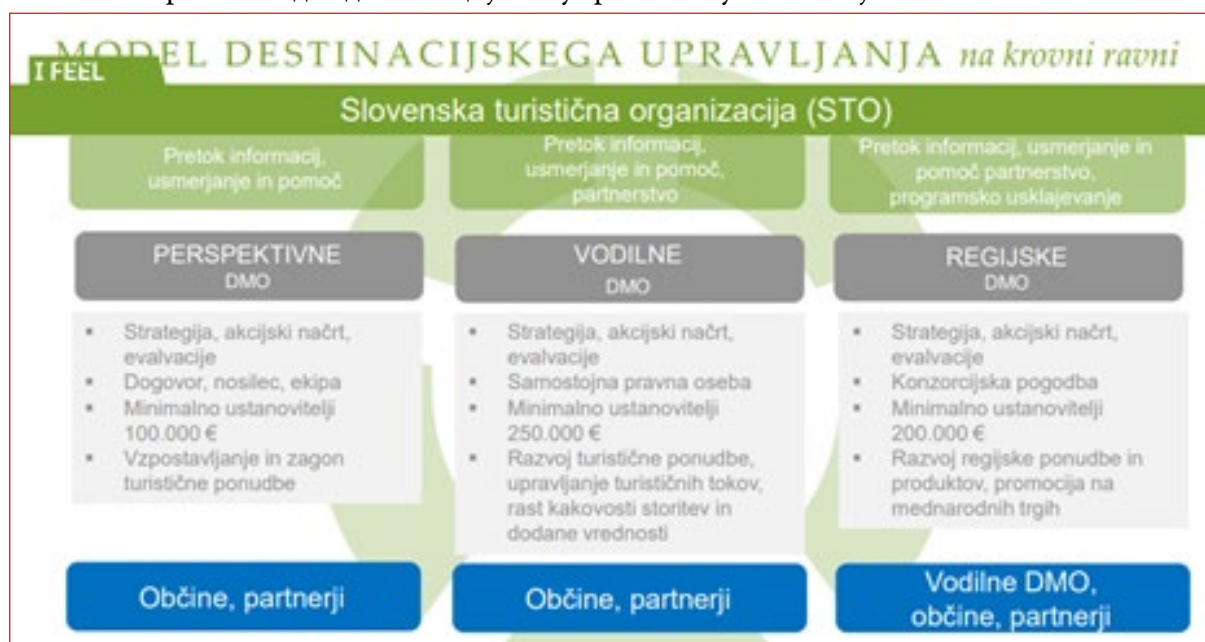 MODEL DESTINACIJSKEGA UPRAVLJANJA na krovni ravni
I FEEL
Slovenska turistična organizacija (STO)
Pretok informacij,
usmerjanje in pomoč
Pretok informacij,
usmerjanje in pomoč,
partnerstvo
Pretok informacij, usmerjanje in
pomoč partnerstvo,
programsko usklajevanje
PERSPEKTIVNE
DMO
VODILNE
DMO
REGIJSKE
DMO
▪ Strategija, akcijski načrt,
evalvacije
▪ Dogovor, nosilec, ekipa
▪ Minimalno ustanovitelji
100.000 €
▪ Vzpostavljanje in zagon
turistične ponudbe
▪ Strategija, akcijski načrt,
evalvacije
▪ Samostojna pravna oseba
▪ Minimalno ustanovitelji
250.000 €
▪ Razvoj turistične ponudbe,
upravljanje turističnih tokov,
rast kakovosti storitev in
dodane vrednosti
▪ Strategija, akcijski načrt,
evalvacije
▪ Konzorcijska pogodba
▪ Minimalno ustanovitelji
200.000 €
▪ Razvoj regijske ponudbe in
produktov, promocija na
mednarodnih trgih
Občine, partnerji
Občine, partnerji
Vodilne DMO,
občine, partnerji